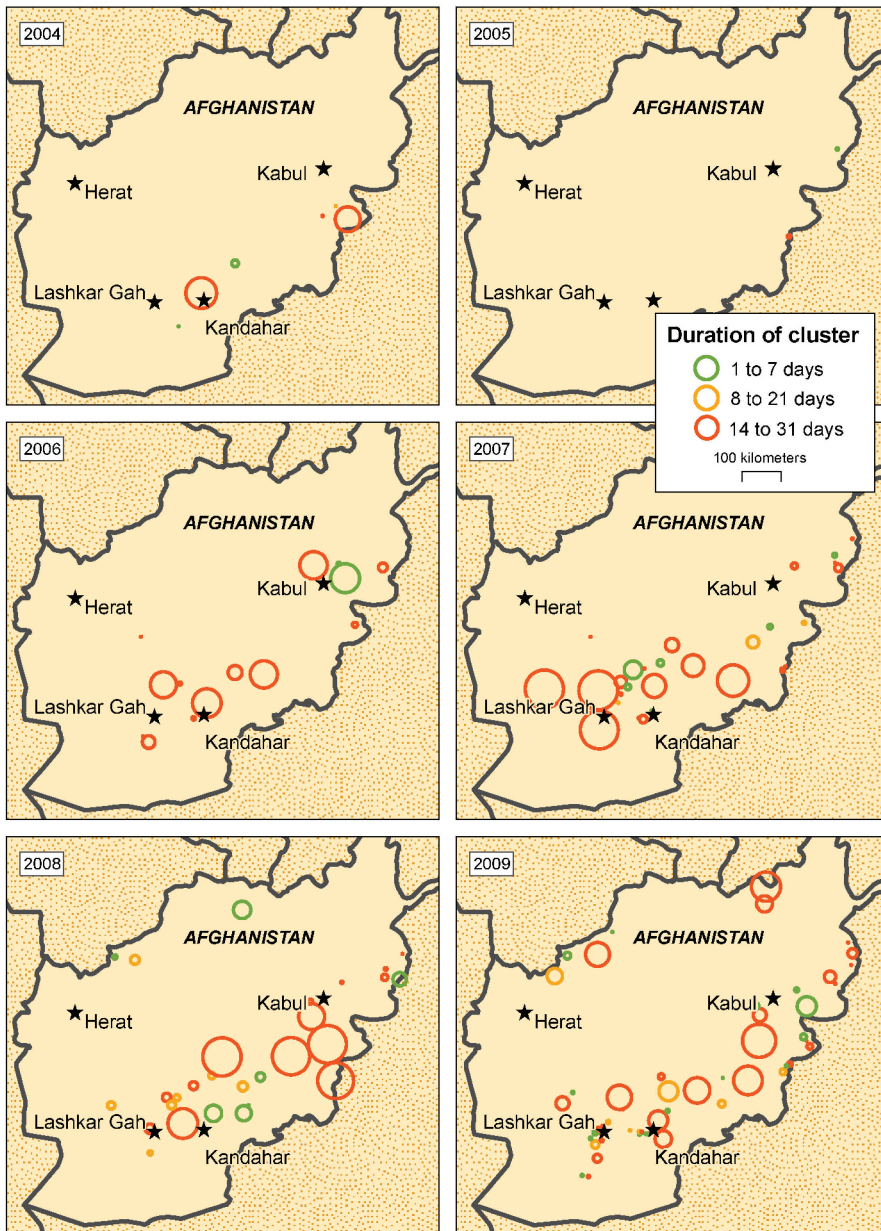 2004
AFGHANISTAN
Kabul
Herat
Lashkar Gah
Kandahar
2005
AFGHANISTAN
Kabul
Herat
Lashkar Gah
Kandahar
Duration of cluster
1 to 7 days
8 to 21 days
14 to 31 days
100 kilometers
2006
AFGHANISTAN
Kabul
Herat
Lashkar Gah
Kandahar
2007
AFGHANISTAN
Kabul
Herat
Lashkar Gah
Kandahar
2008
AFGHANISTAN
Kabul
Herat
Lashkar Gah
Kandahar
2009
AFGHANISTAN
Kabul
Herat
Lashkar Gah
Kandahar